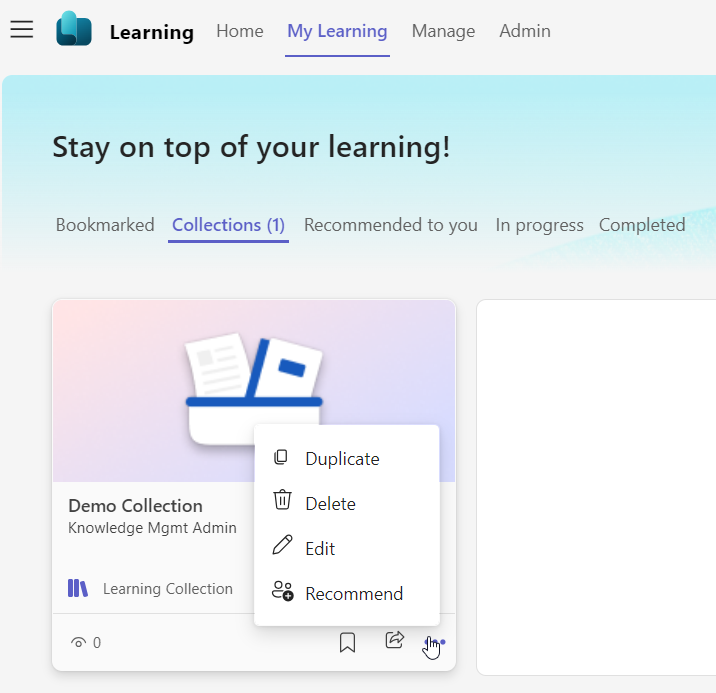 Learning Home My Learning Manage Admin
Stay on top of your learning!
Bookmarked Collections (1) Recommended to you In progress Completed
Duplicate
Delete
Edit
Recommend
Demo Collection
Knowledge Mgmt Admin
Learning Collection
0